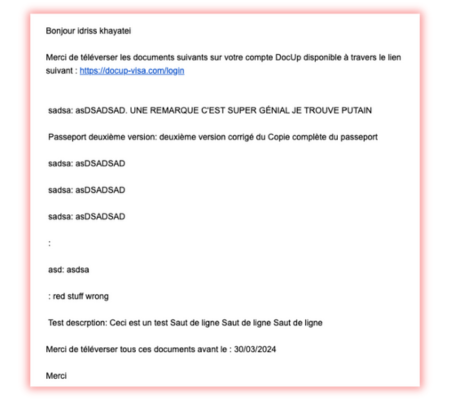 Bonjour idriss khayatei
Merci de téléverser les documents suivants sur votre compte DocUp disponible à travers le lien
suivant : https://docup-visa.com/login
sadsa: asDSADSAD. UNE REMARQUE C'EST SUPER GÉNIAL JE TROUVE PUTAIN
Passeport deuxième version: deuxième version corrigé du Copie complète du passeport
sadsa: asDSADSAD
sadsa: asDSADSAD
sadsa: asDSADSAD
:
asd: asdsa
: red stuff wrong
Test descrption: Ceci est un test Saut de ligne Saut de ligne Saut de ligne
Merci de téléverser tous ces documents avant le : 30/03/2024
Merci